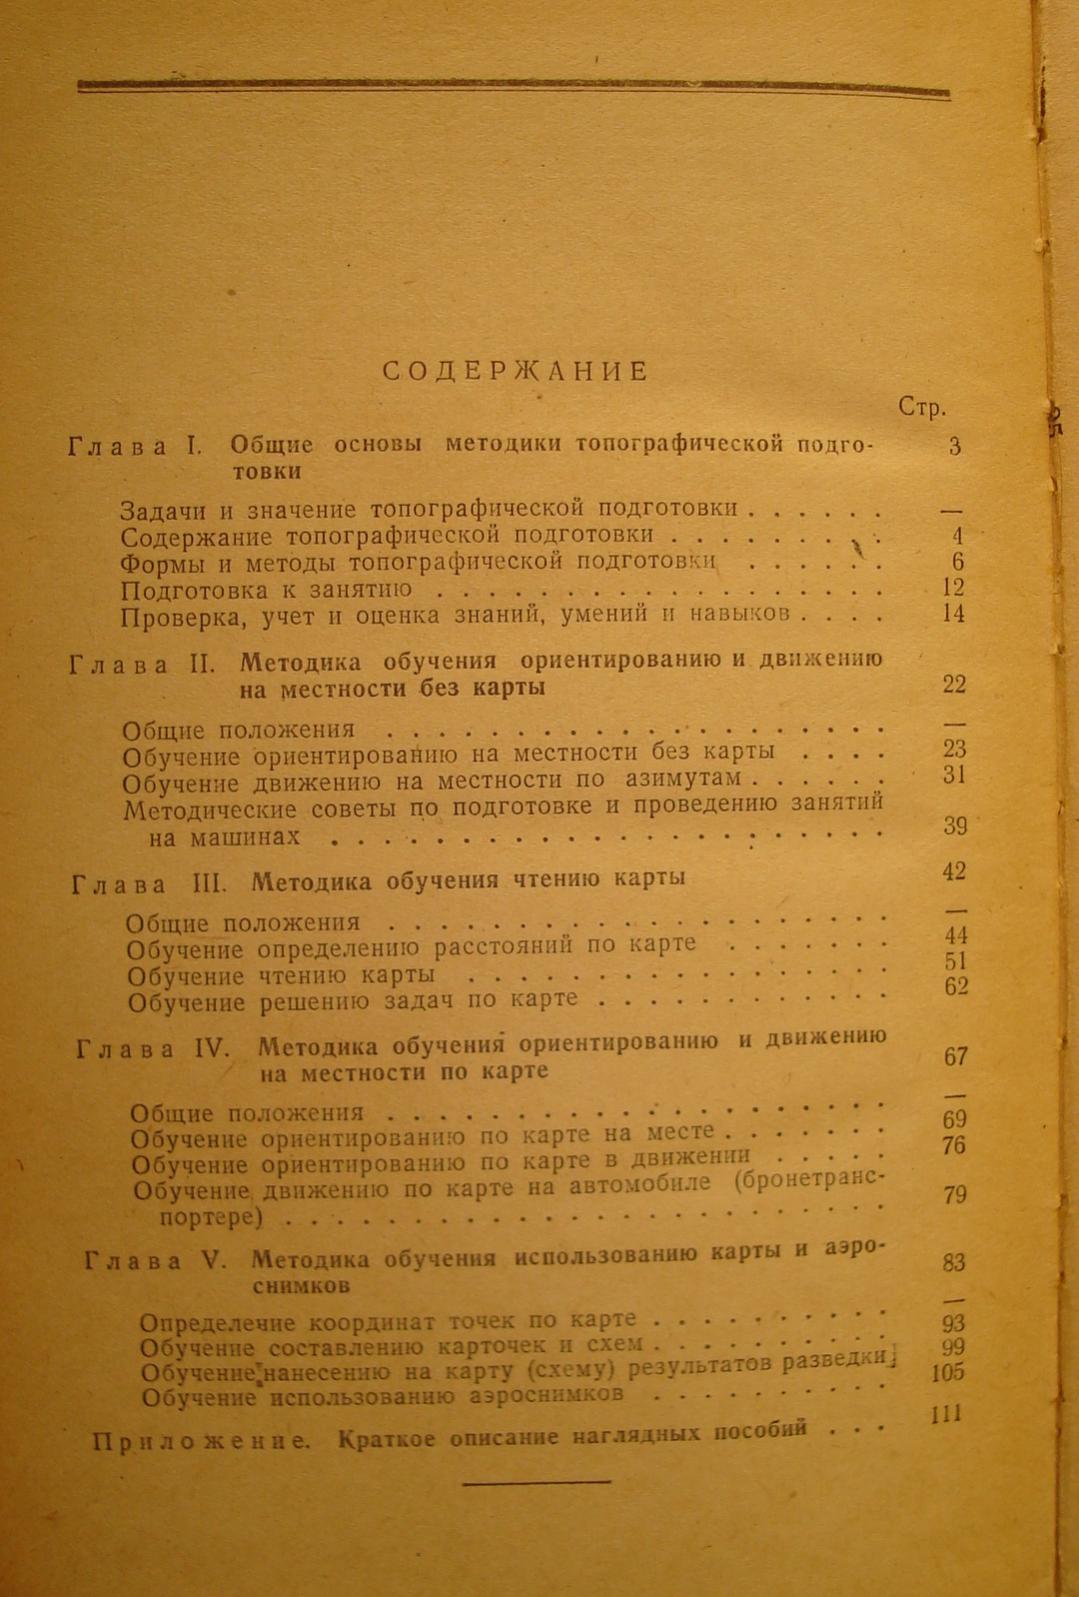 СОДЕРЖАНИЕ
Стр.
Глава I. Общие основы методики топографической подго- 3
товки
Задачи и значение топографической подготовки . . . . . . —
Содержание топографической подготовки . . . . . . . . . 4
Формы и методы топографической подготовки . . . . . . 6
Подготовка к занятию . . . . . . . . . . . . . . . . . . 12
Проверка, учет и оценка знаний, умений и навыков . . . . 14
Глава II. Методика обучения ориентированию и движению
на местности без карты 22
Общие положения . . . . . . . . . . . . . . . . . . . . —
Обучение ориентированию на местности без карты . . . . 23
Обучение движению на местности по азимутам . . . . . . 31
Методические советы по подготовке и проведению занятий
на машинах . . . . . . . . . . . . . . . . . . . . . . 39
Глава III. Методика обучения чтению карты 42
Общие положения . . . . . . . . . . . . . . . . . . . . —
Обучение определению расстояний по карте . . . . . . . 44
Обучение чтению карты . . . . . . . . . . . . . . . . . 51
Обучение решению задач по карте . . . . . . . . . . . . 62
Глава IV. Методика обучения ориентированию и движению
на местности по карте 67
Общие положения . . . . . . . . . . . . . . . . . . . . —
Обучение ориентированию по карте на месте . . . . . . . 69
Обучение ориентированию по карте в движении . . . . . 76
Обучение движению по карте на автомобиле (бронетранс-
портере) . . . . . . . . . . . . . . . . . . . . . . . . 79
Глава V. Методика обучения использованию карты и аэро-
снимков 83
Определение координат точек по карте . . . . . . . . . . —
Обучение составлению карточек и схем . . . . . . . . . . 93
Обучение нанесению на карту (схему) результатов разведки 99
Обучение использованию аэроснимков . . . . . . . . . . 105
Приложение. Краткое описание наглядных пособий . . . 111